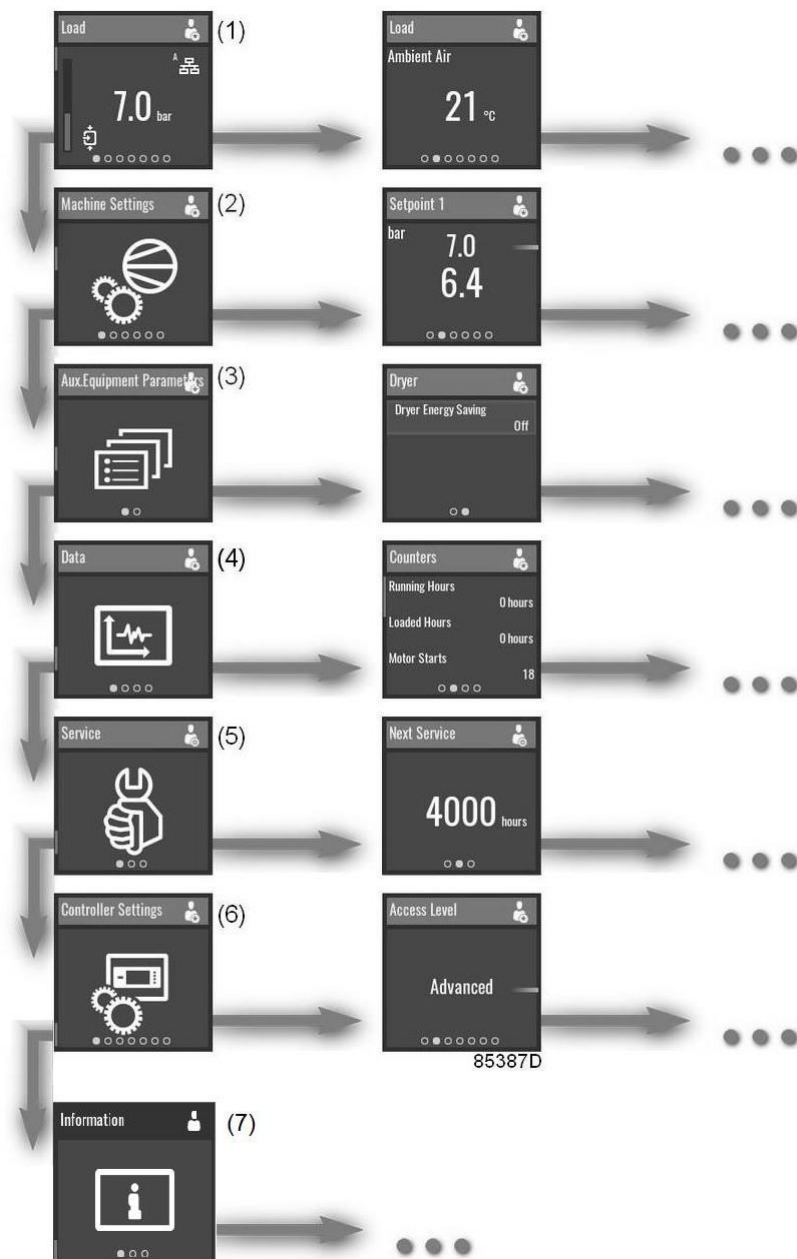 Load
(1)
A
7.0 bar
Load
Ambient Air
21 °C
Machine Settings
(2)
Setpoint 1
bar
7.0
6.4
Aux.Equipment Parameters
(3)
Dryer
Dryer Energy Saving
Off
Data
(4)
Counters
Running Hours
0 hours
Loaded Hours
0 hours
Motor Starts
18
Service
(5)
Next Service
4000 hours
Controller Settings
(6)
Access Level
Advanced
85387D
Information
(7)